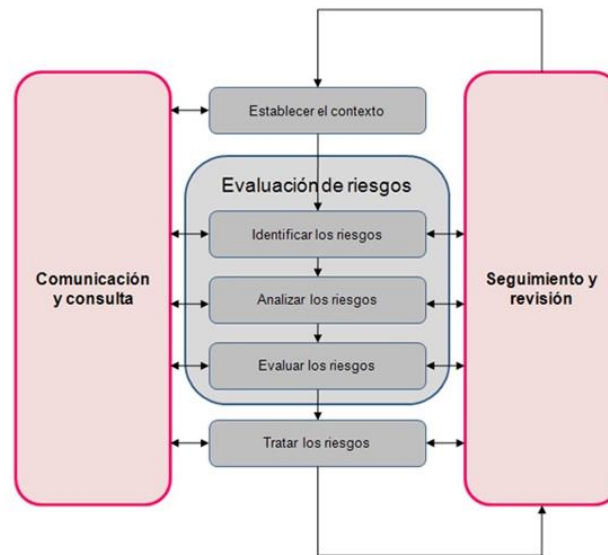 Establecer el contexto
Evaluación de riesgos
Identificar los riesgos
Comunicación
y consulta
Analizar los riesgos
Seguimiento y
revisión
Evaluar los riesgos
Tratar los riesgos